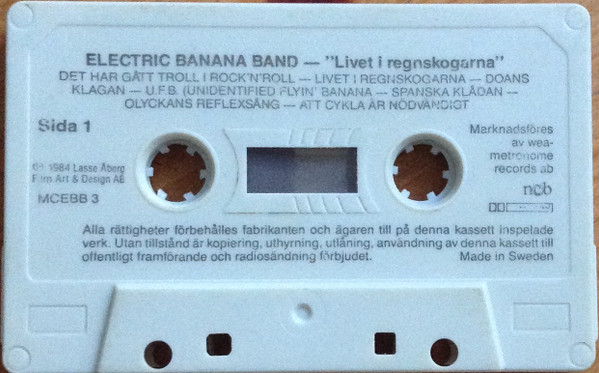 ELECTRIC BANANA BAND — "Livet i regnskogarna"
DET HAR GÅTT TROLL I ROCK'N'ROLL — LIVET I REGNSKOGARNA — DOANS
KLAGAN — U.F.B. (UNIDENTIFIED FLYIN' BANANA — SPANSKA KLÅDAN —
OLYCKANS REFLEXSÅNG — ATT CYKLA ÄR NÖDVÄNDIGT
Sida 1
1984 Lasse Åberg
Film Art & Design AB
MCEBB 3
Marknadsföres
av wea-
metronome
records ab
ncb
Alla rättigheter förbehålles fabrikanten och ägaren till på denna kassett inspelade
verk. Utan tillstånd är kopiering, uthyrning, utlåning, användning av denna kassett till
offentligt framförande och radiosändning förbjudet.
Made in Sweden